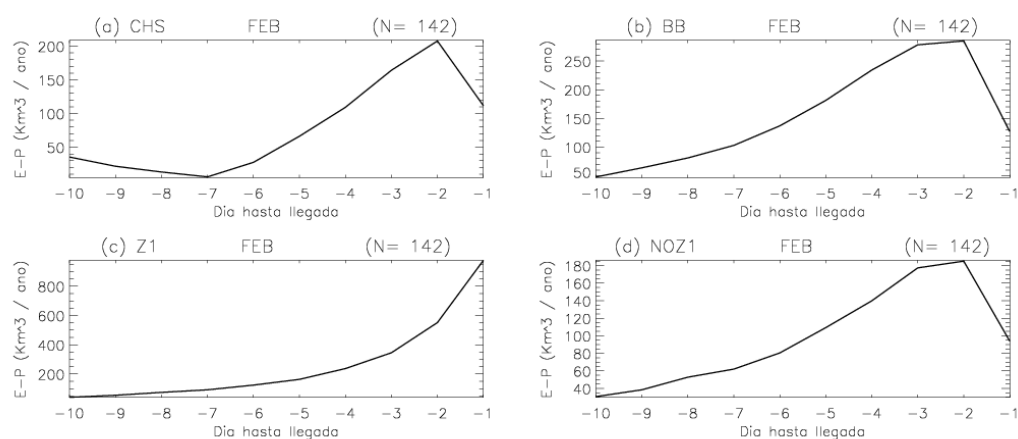 (a) CHS FEB (N= 142)
E-P (Km^3 / ano)
200
150
100
50
-10 -9 -8 -7 -6 -5 -4 -3 -2 -1
Dia hasta llegada
(b) BB FEB (N= 142)
E-P (Km^3 / ano)
250
200
150
100
50
-10 -9 -8 -7 -6 -5 -4 -3 -2 -1
Dia hasta llegada
(c) Z1 FEB (N= 142)
E-P (Km^3 / ano)
800
600
400
200
-10 -9 -8 -7 -6 -5 -4 -3 -2 -1
Dia hasta llegada
(d) NOZ1 FEB (N= 142)
E-P (Km^3 / ano)
180
160
140
120
100
80
60
40
-10 -9 -8 -7 -6 -5 -4 -3 -2 -1
Dia hasta llegada